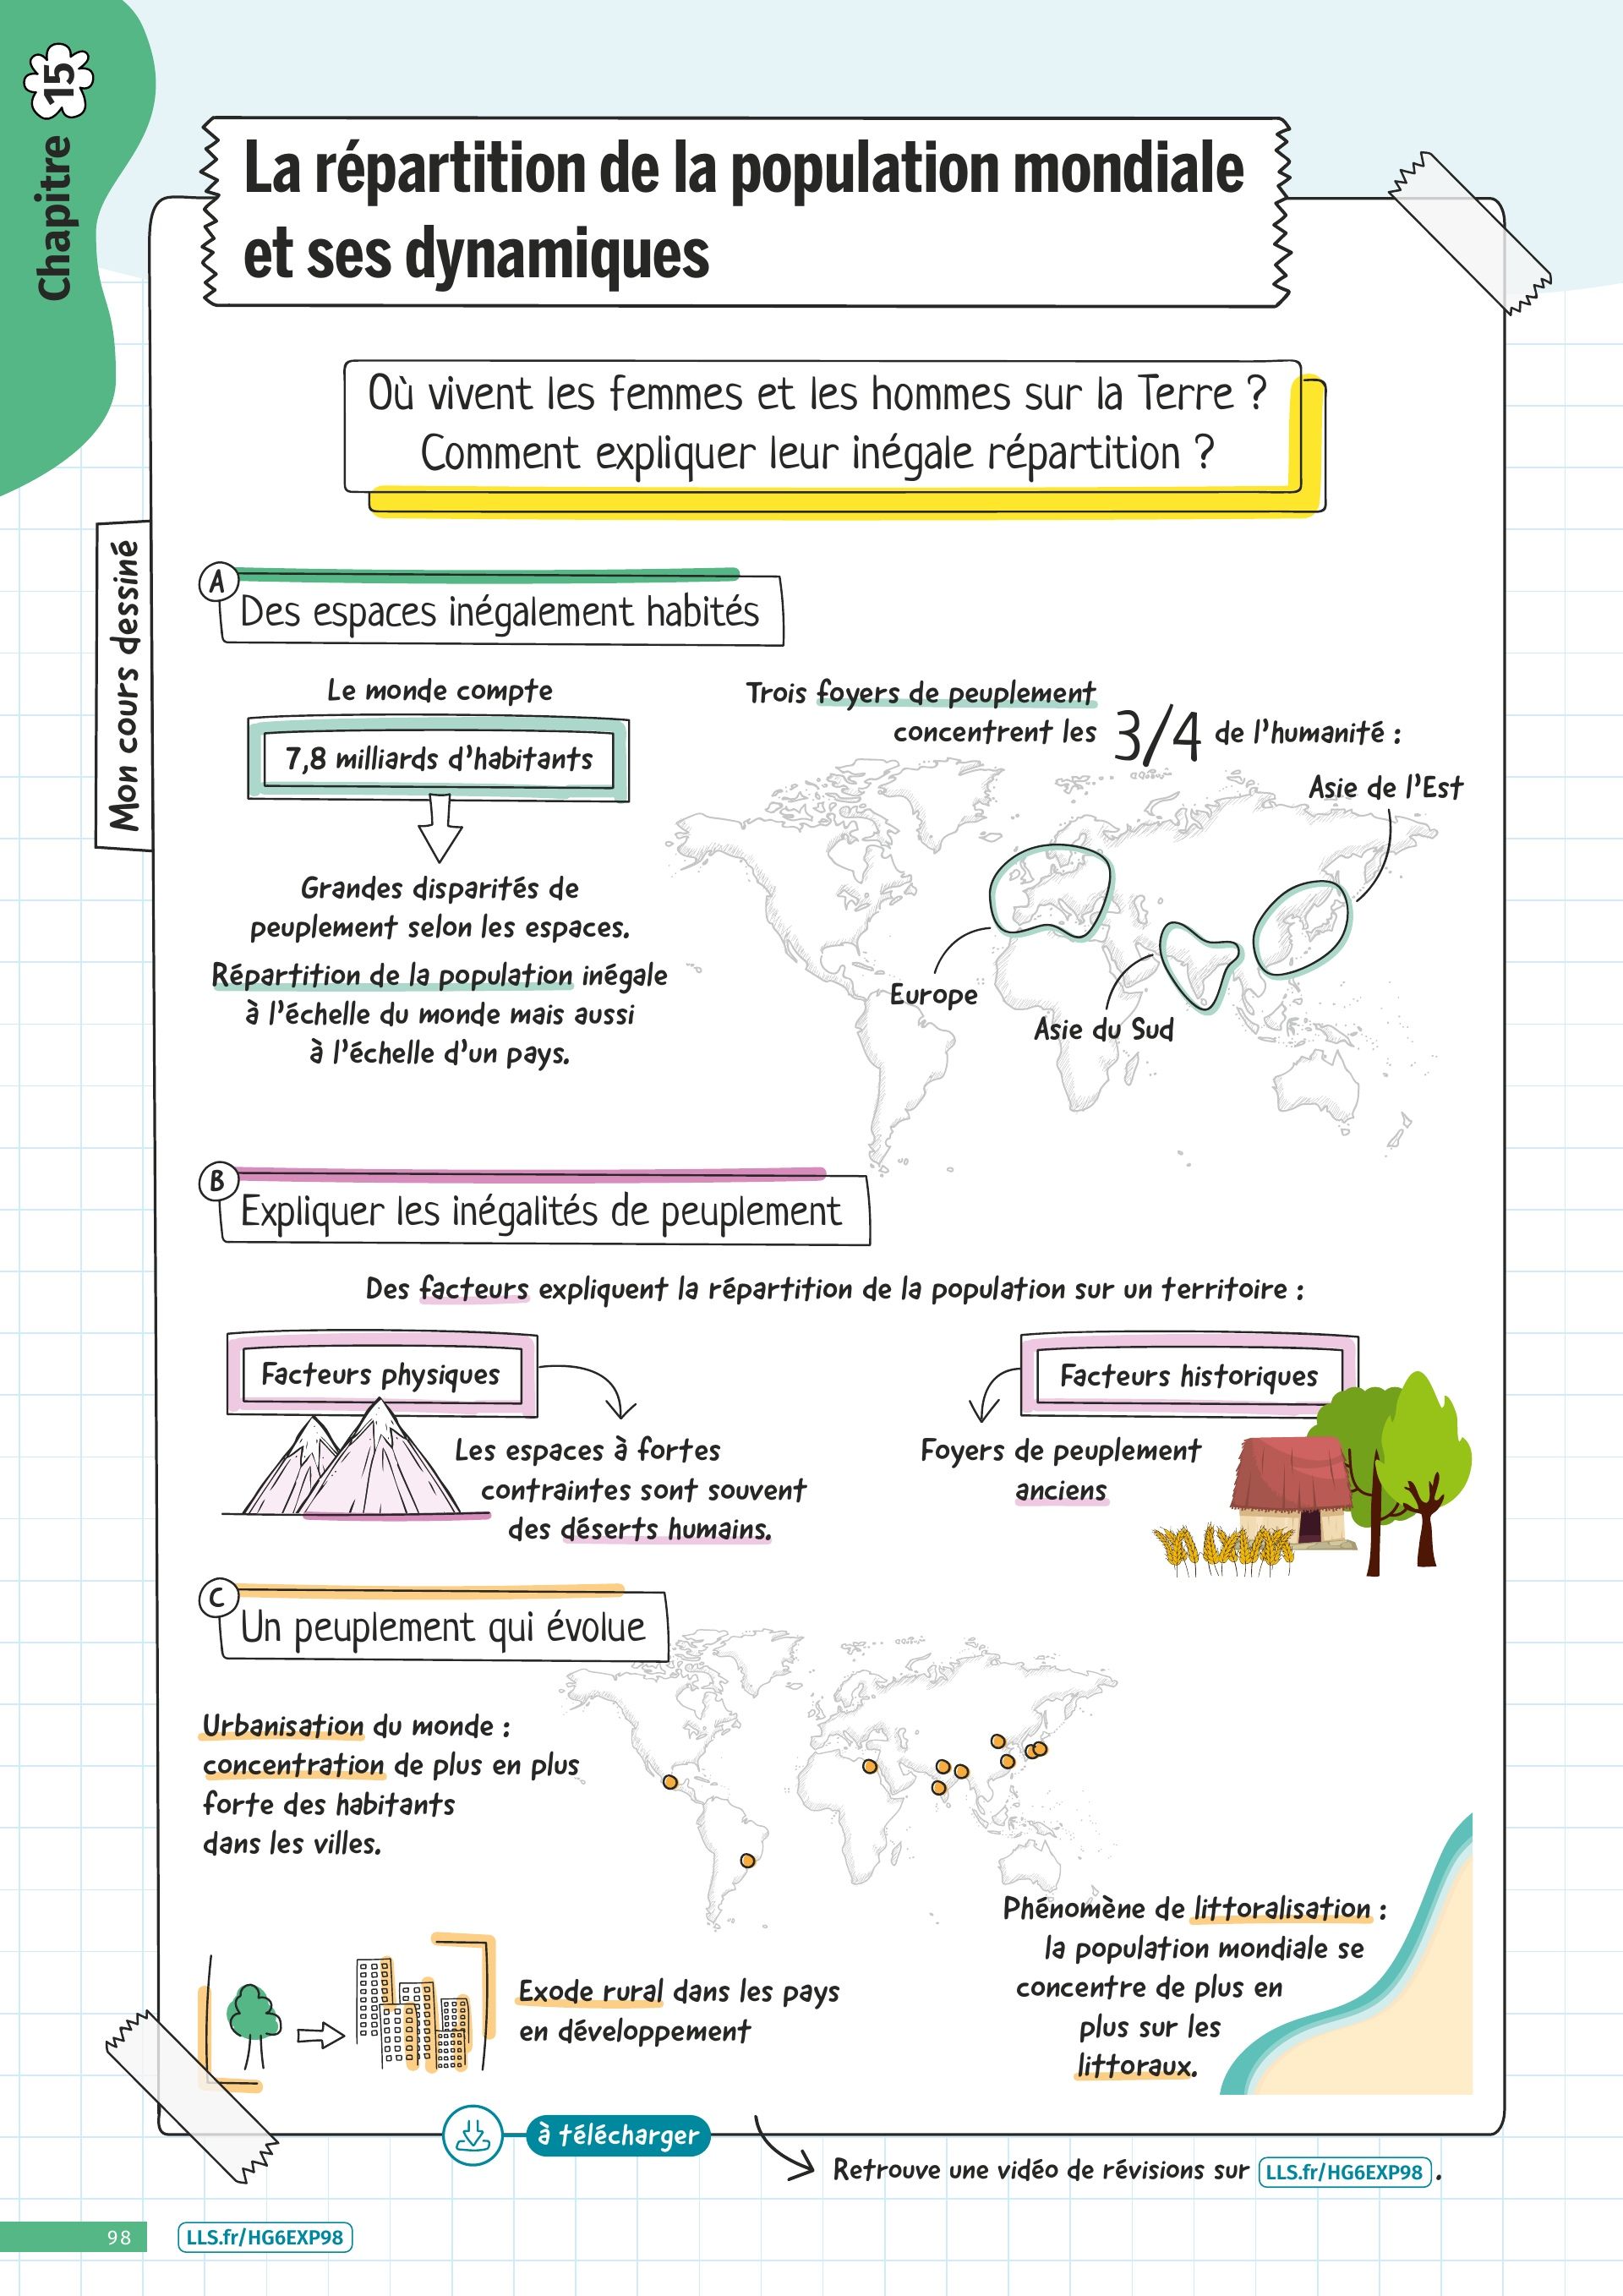 Chapitre 15
La répartition de la population mondiale
et ses dynamiques
Où vivent les femmes et les hommes sur la Terre ?
Comment expliquer leur inégale répartition ?
Mon cours dessiné
A
Des espaces inégalement habités
Le monde compte
7,8 milliards d'habitants
Grandes disparités de
peuplement selon les espaces.
Répartition de la population inégale
à l'échelle du monde mais aussi
à l'échelle d'un pays.
Trois foyers de peuplement
concentrent les 3/4 de l'humanité :
Asie de l'Est
Europe
Asie du Sud
B
Expliquer les inégalités de peuplement
Des facteurs expliquent la répartition de la population sur un territoire :
Facteurs physiques
Les espaces à fortes
contraintes sont souvent
des déserts humains.
Facteurs historiques
Foyers de peuplement
anciens
C
Un peuplement qui évolue
Urbanisation du monde :
concentration de plus en plus
forte des habitants
dans les villes.
Exode rural dans les pays
en développement
Phénomène de littoralisation :
la population mondiale se
concentre de plus en
plus sur les
littoraux.
à télécharger
Retrouve une vidéo de révisions sur LLS.fr/HG6EXP98 .
98
LLS.fr/HG6EXP98